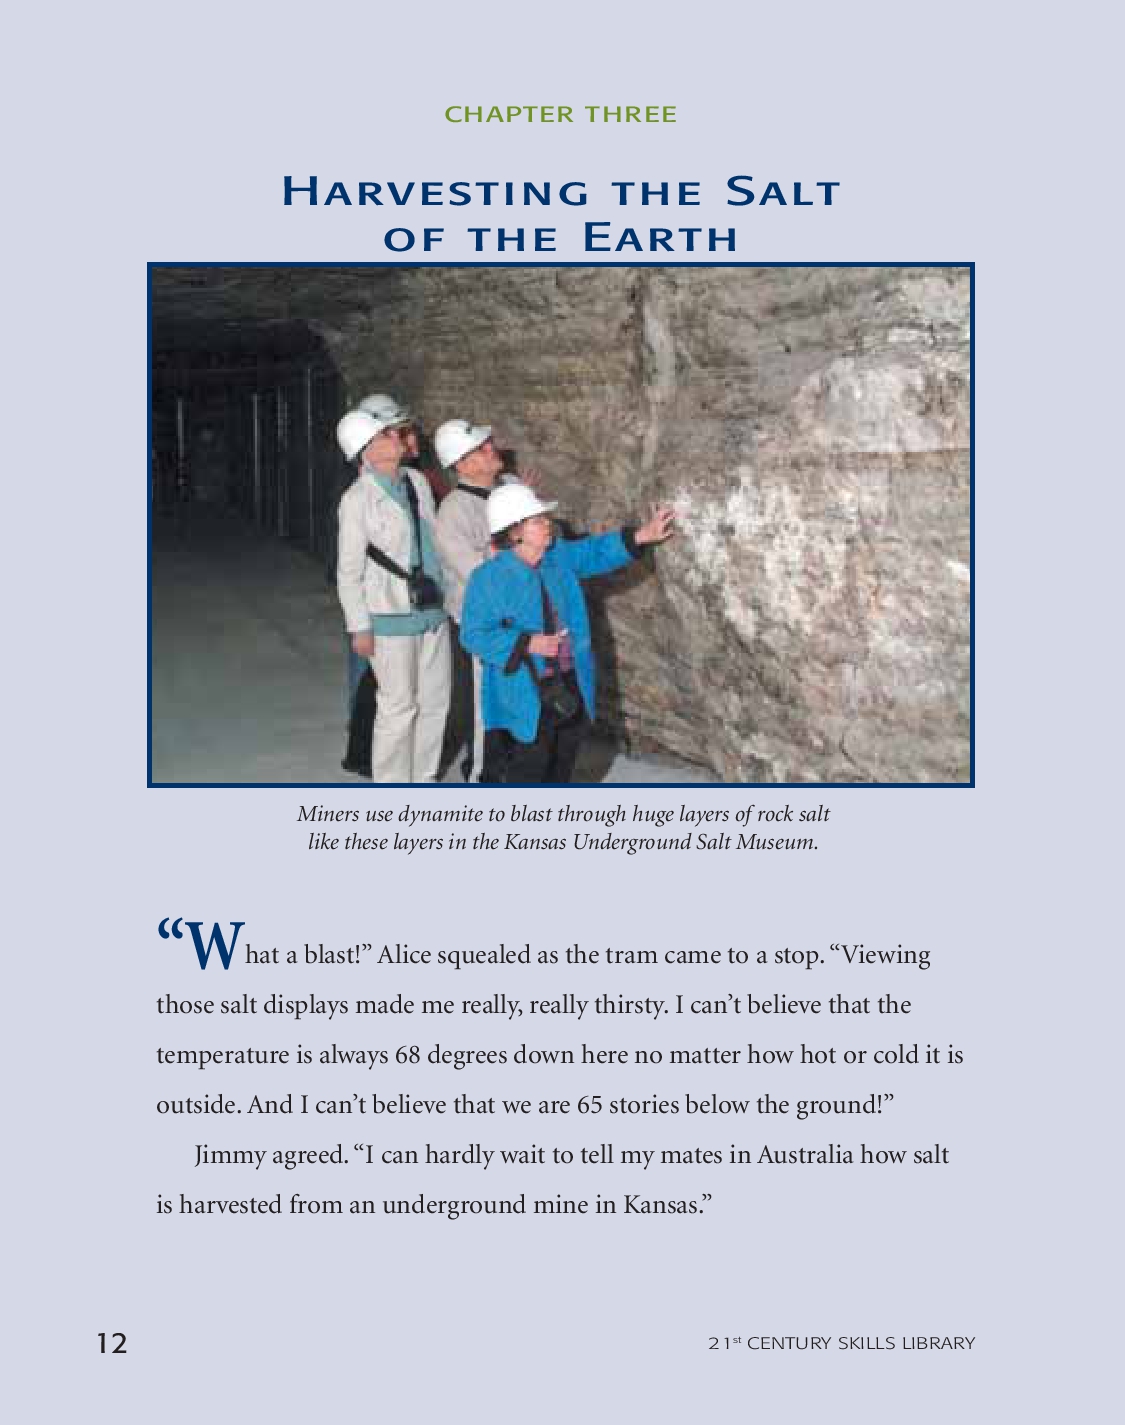 CHAPTER THREE
HARVESTING THE SALT
OF THE EARTH
Miners use dynamite to blast through huge layers of rock salt
like these layers in the Kansas Underground Salt Museum.
“What a blast!” Alice squealed as the tram came to a stop. “Viewing
those salt displays made me really, really thirsty. I can’t believe that the
temperature is always 68 degrees down here no matter how hot or cold it is
outside. And I can’t believe that we are 65 stories below the ground!”
Jimmy agreed. “I can hardly wait to tell my mates in Australia how salt
is harvested from an underground mine in Kansas.”
12
21st CENTURY SKILLS LIBRARY